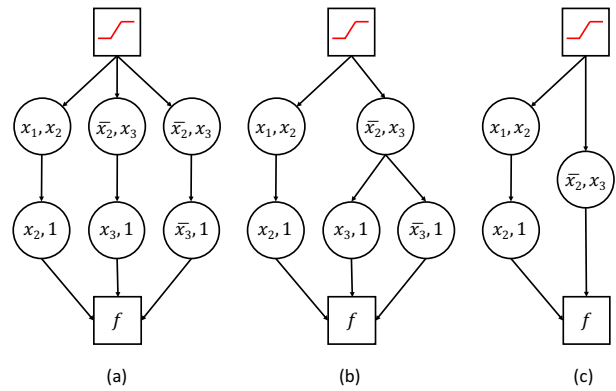 x₁, x₂ x̅₂, x₃ x̅₂, x₃ x₁, x₂ x̅₂, x₃ x₁, x₂
x̅₂, x₃
x₂, 1 x₃, 1 x̅₃, 1 x₂, 1 x₃, 1 x̅₃, 1 x₂, 1
f f f
(a) (b) (c)